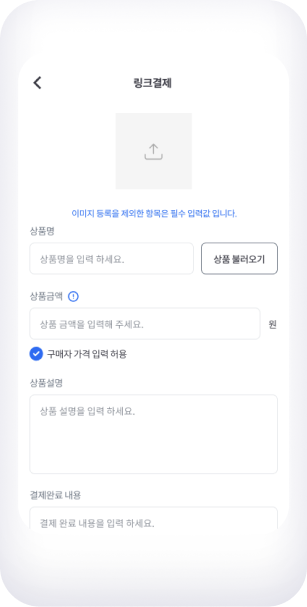 링크결제
이미지 등록을 제외한 항목은 필수 입력값 입니다.
상품명
상품명을 입력 하세요.
상품 불러오기
상품금액
상품 금액을 입력해 주세요.
원
구매자 가격 입력 허용
상품설명
상품 설명을 입력 하세요.
결제완료 내용
결제 완료 내용을 입력 하세요.